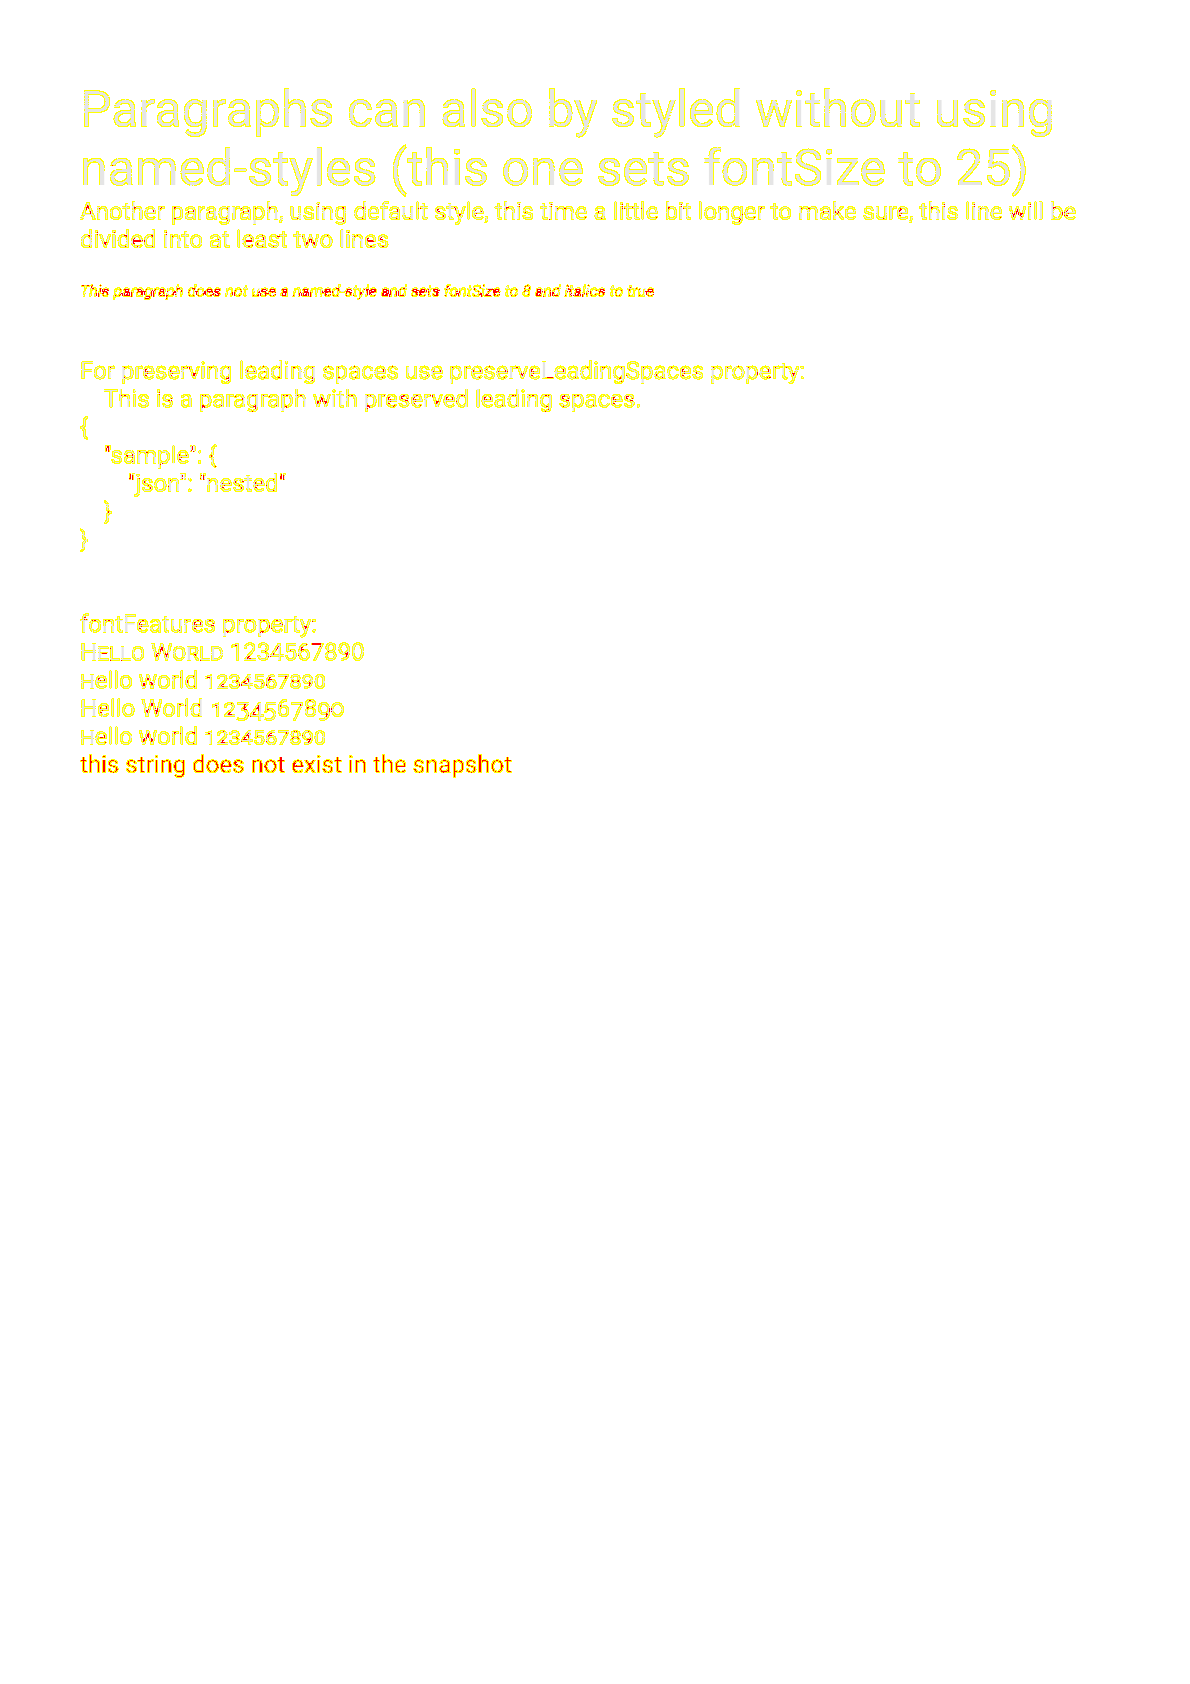 Paragraphs can also by styled without using
named-styles (this one sets fontSize to 25)
Another paragraph, using default style, this time a little bit longer to make sure, this line will be
divided into at least two lines
This paragraph does not use a named-style and sets fontSize to 8 and italics to true
For preserving leading spaces use preserveLeadingSpaces property:
    This is a paragraph with preserved leading spaces.
{
    "sample": {
        "json": "nested"
    }
}
fontFeatures property:
Hello World 1234567890
Hello World 1234567890
Hello World 1234567890
Hello World 1234567890
this string does not exist in the snapshot